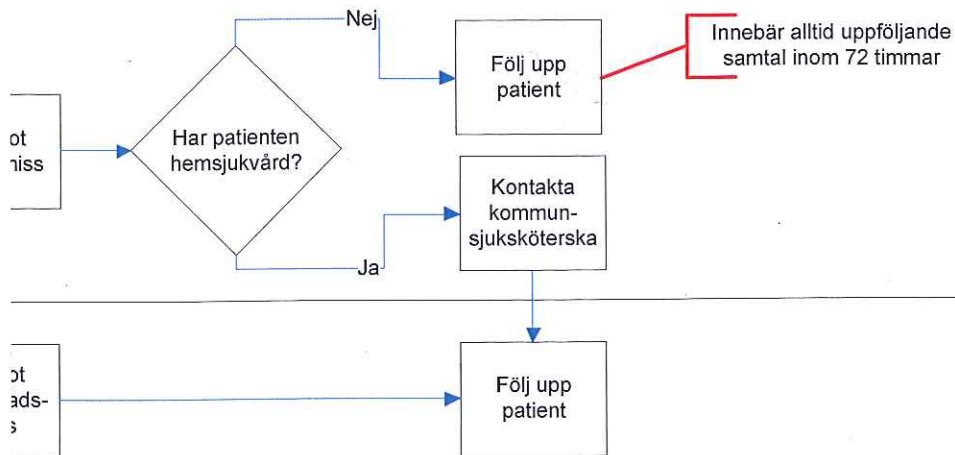 Nej
Innebär alltid uppföljande
samtal inom 72 timmar
Följ upp
patient
Har patienten
hemsjukvård?
Kontakta
kommun-
sjuksköterska
Ja
Följ upp
patient